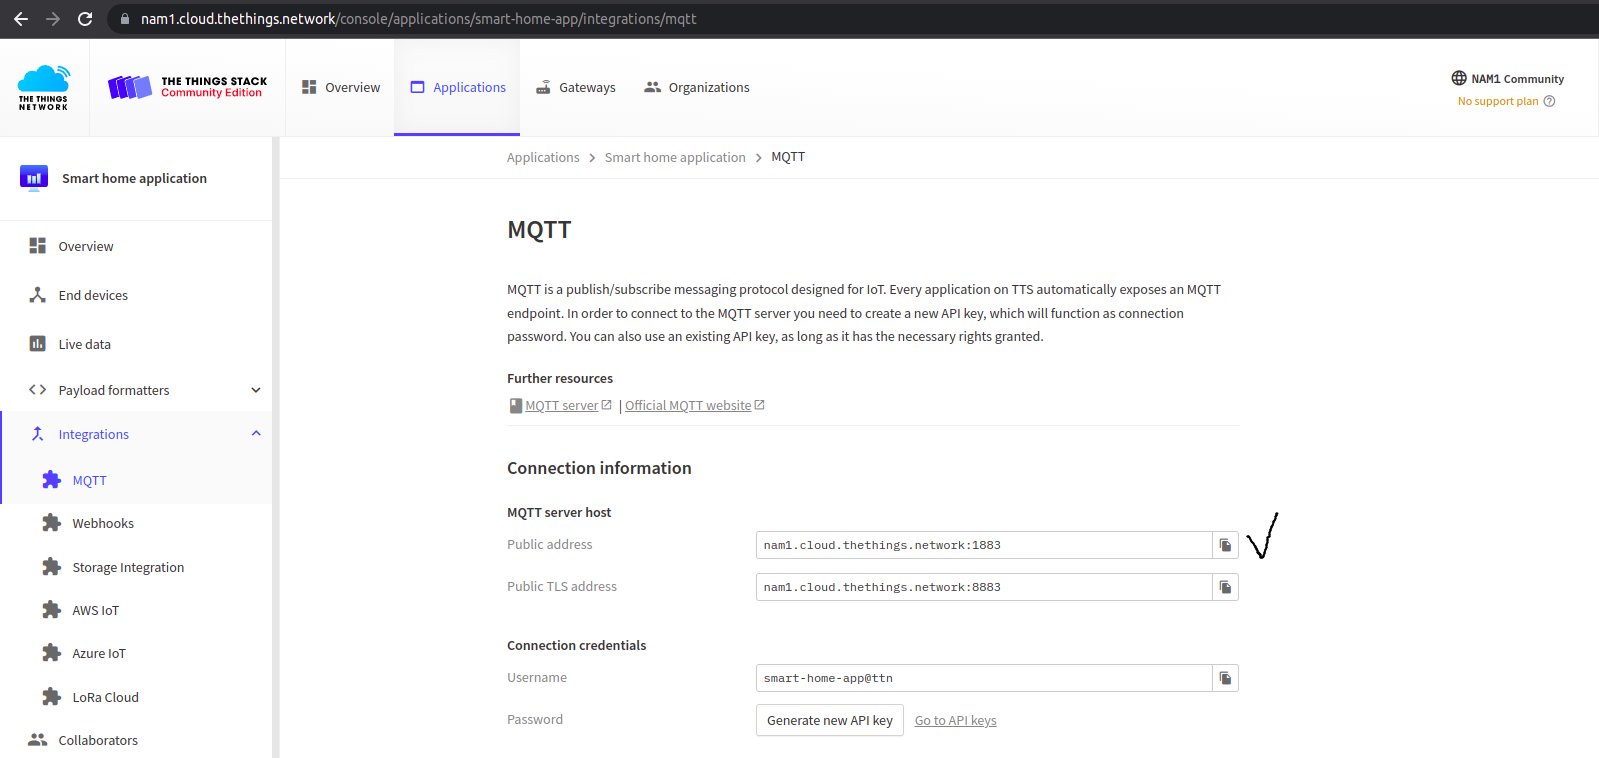 nam1.cloud.thethings.network/console/applications/smart-home-app/integrations/mqtt
THE THINGS
NETWORK
THE THINGS STACK
Community Edition
Overview
Applications
Gateways
Organizations
NAM1 Community
No support plan
Smart home application
Overview
End devices
Live data
Payload formatters
Integrations
MQTT
Webhooks
Storage Integration
AWS IoT
Azure IoT
LoRa Cloud
Collaborators
Applications > Smart home application > MQTT
MQTT
MQTT is a publish/subscribe messaging protocol designed for IoT. Every application on TTS automatically exposes an MQTT
endpoint. In order to connect to the MQTT server you need to create a new API key, which will function as connection
password. You can also use an existing API key, as long as it has the necessary rights granted.
Further resources
MQTT server | Official MQTT website
Connection information
MQTT server host
Public address nam1.cloud.thethings.network:1883
Public TLS address nam1.cloud.thethings.network:8883
Connection credentials
Username smart-home-app@ttn
Password Generate new API key Go to API keys